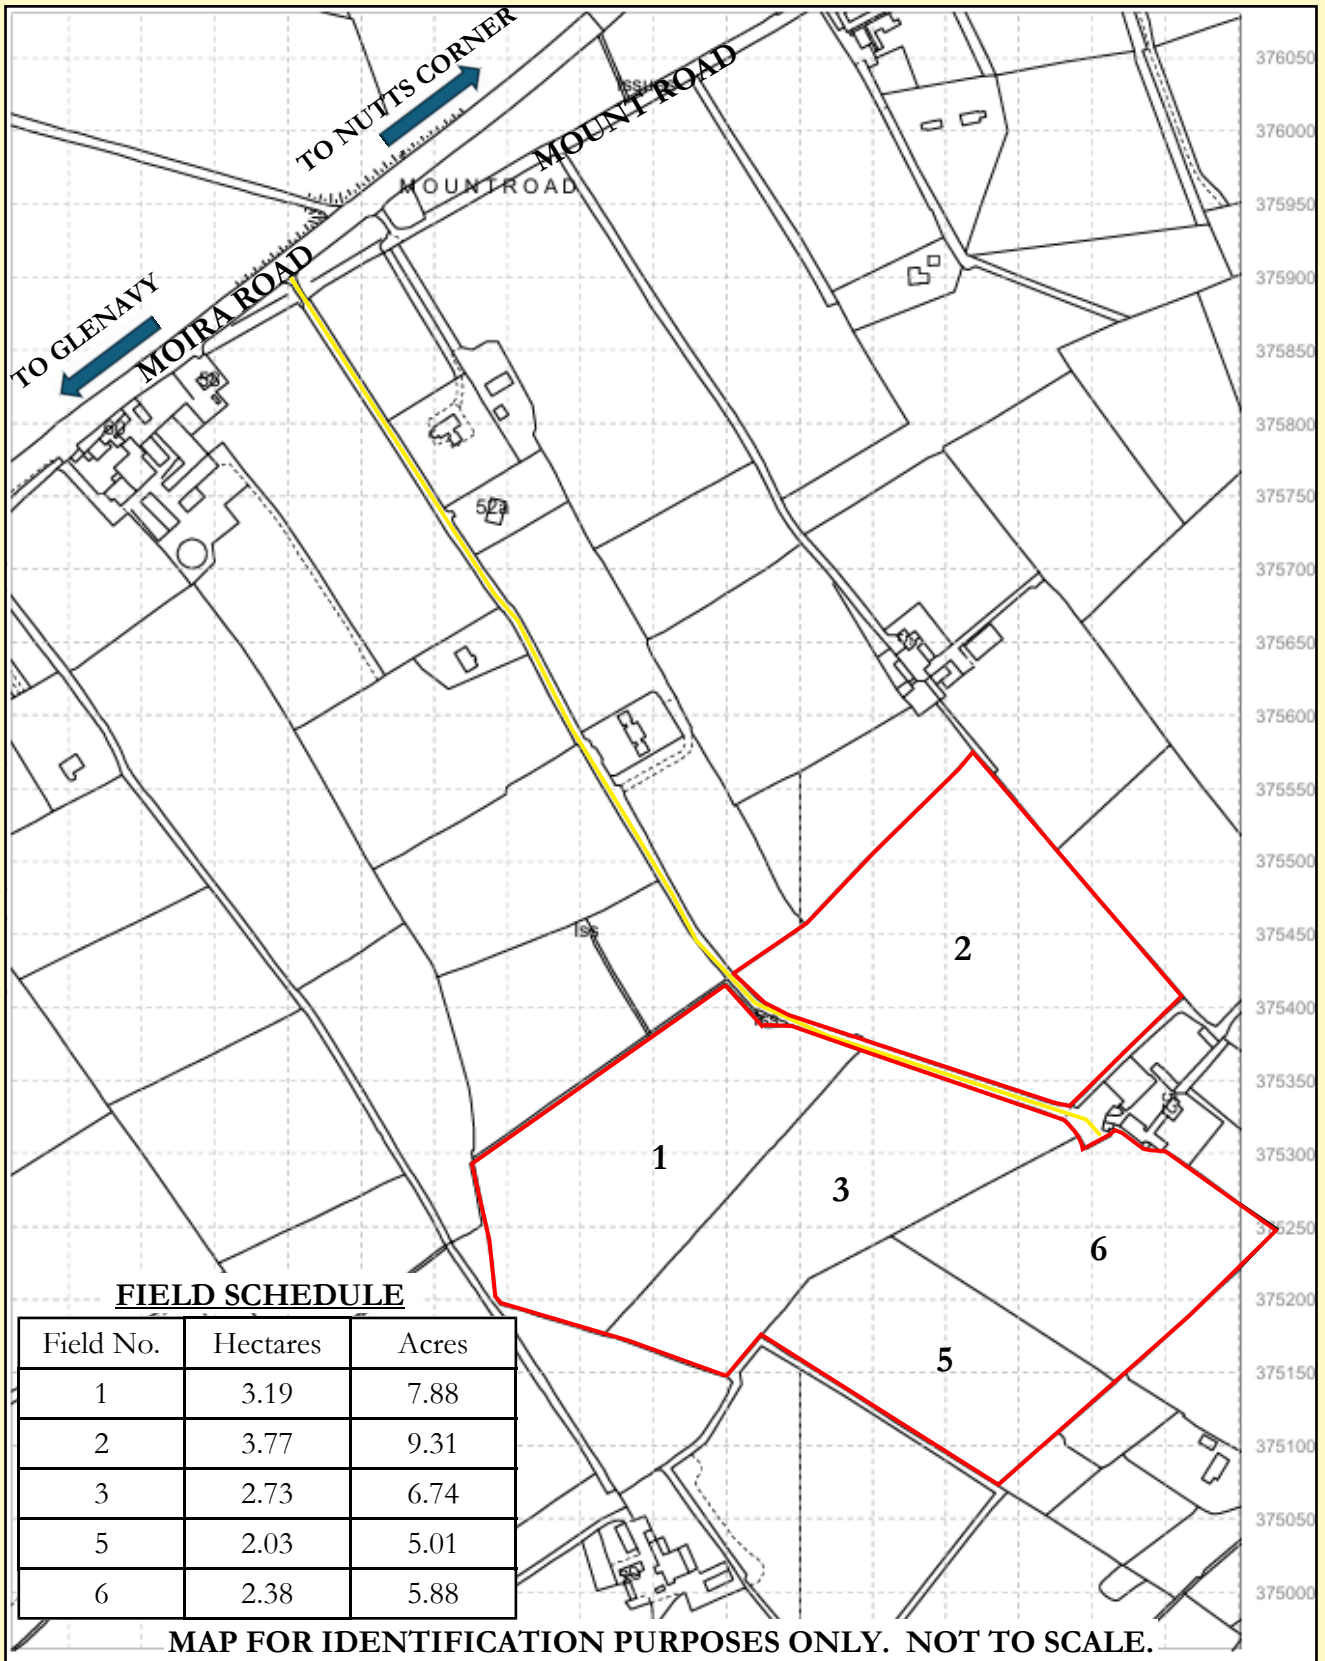 TO NUTTS CORNER
MOUNT ROAD
MOUNTROAD
MOIRA ROAD
TO GLENAVY
52a
Iss
2
1
3
6
5
376050
376000
375950
375900
375850
375800
375750
375700
375650
375600
375550
375500
375450
375400
375350
375300
375250
375200
375150
375100
375050
375000
FIELD SCHEDULE
Field No. Hectares Acres
1 3.19 7.88
2 3.77 9.31
3 2.73 6.74
5 2.03 5.01
6 2.38 5.88
MAP FOR IDENTIFICATION PURPOSES ONLY. NOT TO SCALE.